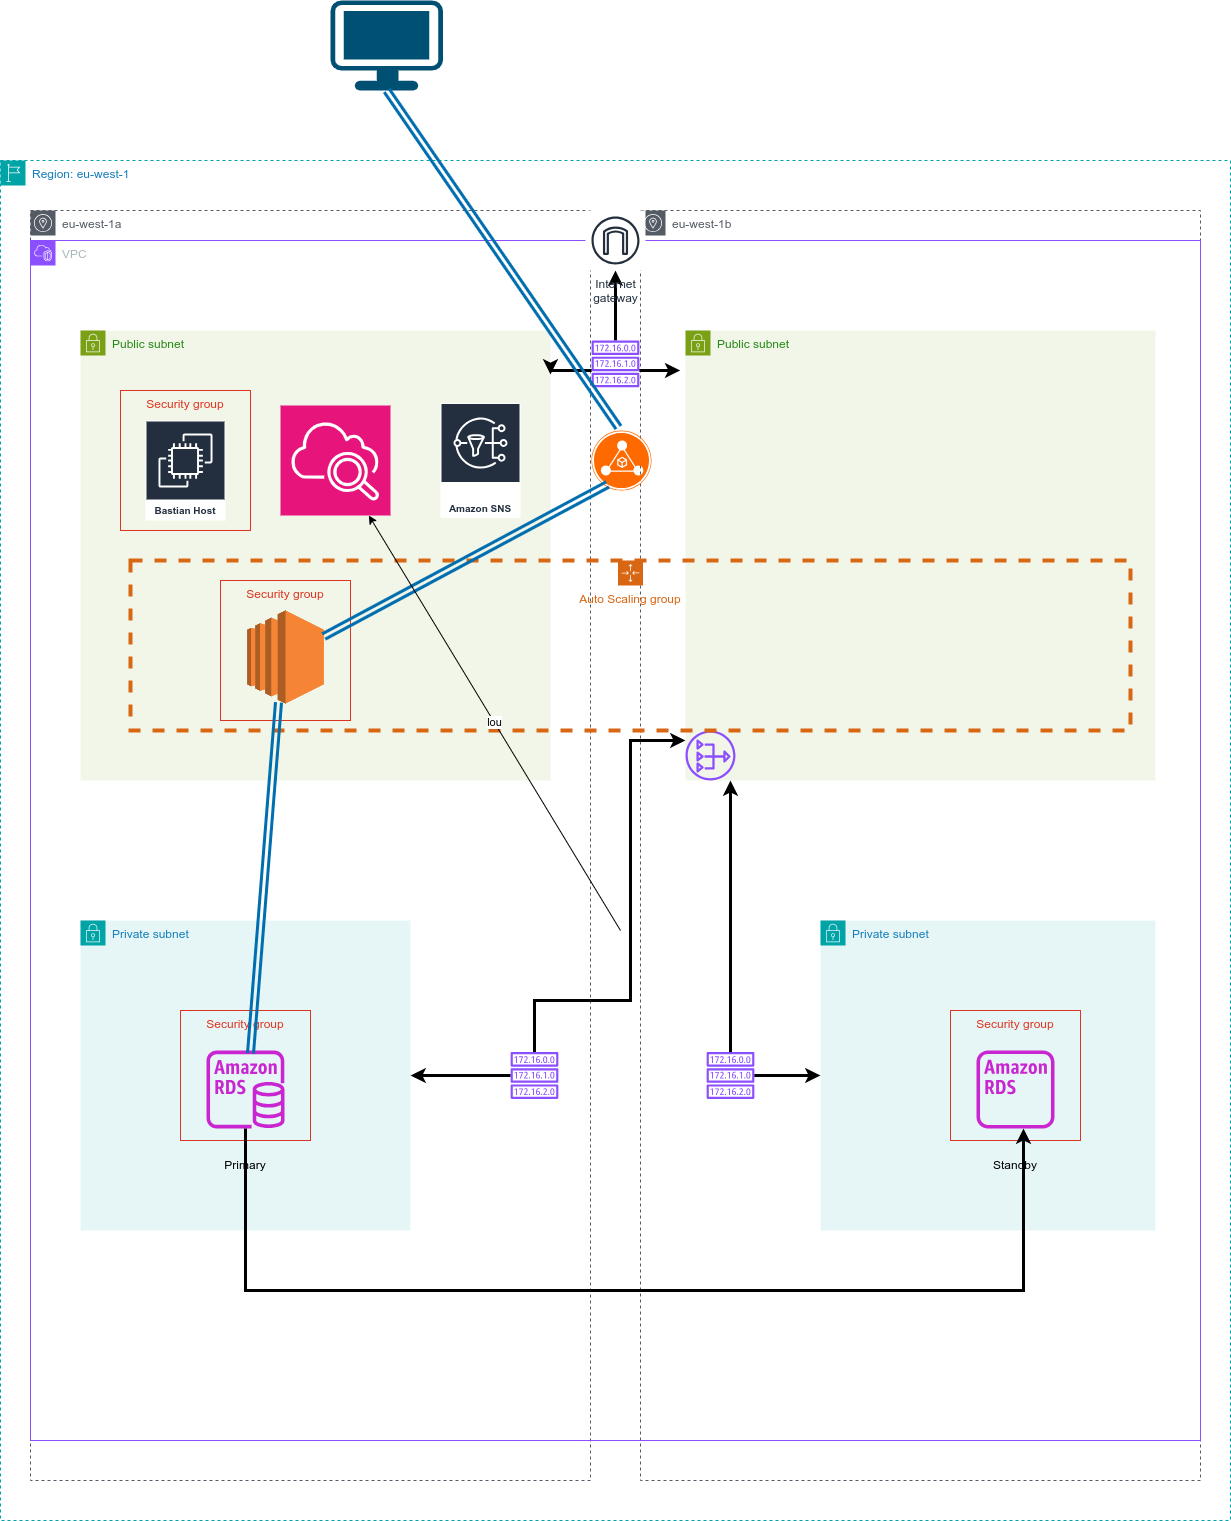 Region: eu-west-1
eu-west-1a
eu-west-1b
VPC
Internet
gateway
Public subnet
172.16.0.0
172.16.1.0
172.16.2.0
Public subnet
Security group
Bastian Host
Amazon SNS
Auto Scaling group
Security group
lou
Private subnet
Private subnet
Security group
Amazon
RDS
Primary
172.16.0.0
172.16.1.0
172.16.2.0
172.16.0.0
172.16.1.0
172.16.2.0
Security group
Amazon
RDS
Standby